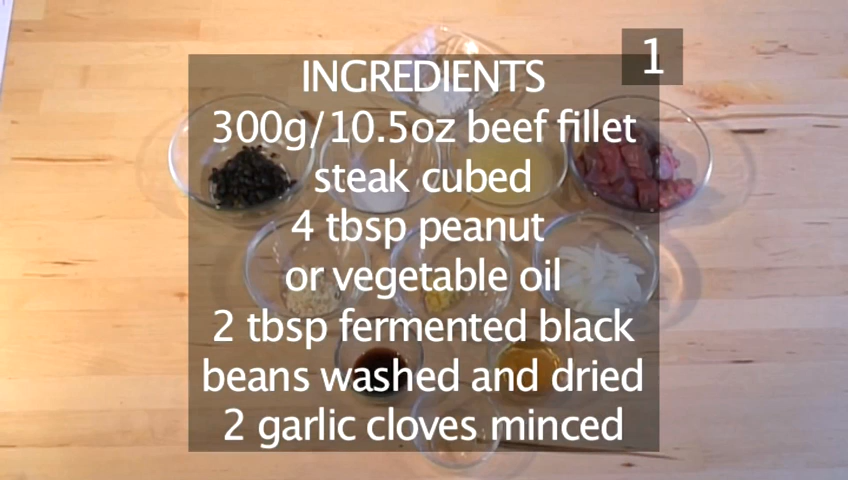 1
INGREDIENTS
300g/10.5oz beef fillet
steak cubed
4 tbsp peanut
or vegetable oil
2 tbsp fermented black
beans washed and dried
2 garlic cloves minced